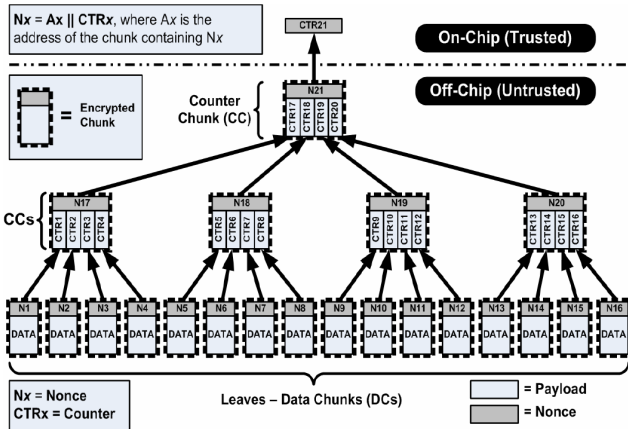 Nx = Ax || CTRx, where Ax is the
address of the chunk containing Nx
CTR21
On-Chip (Trusted)
Off-Chip (Untrusted)
= Encrypted
Chunk
Counter
Chunk (CC)
N21
CTR17
CTR18
CTR19
CTR20
CCs
N17
CTR1
CTR2
CTR3
CTR4
N18
CTR5
CTR6
CTR7
CTR8
N19
CTR9
CTR10
CTR11
CTR12
N20
CTR13
CTR14
CTR15
CTR16
N1 N2 N3 N4 N5 N6 N7 N8 N9 N10 N11 N12 N13 N14 N15 N16
DATA DATA DATA DATA DATA DATA DATA DATA DATA DATA DATA DATA DATA DATA DATA DATA
Nx = Nonce
CTRx = Counter
Leaves – Data Chunks (DCs)
= Payload
= Nonce